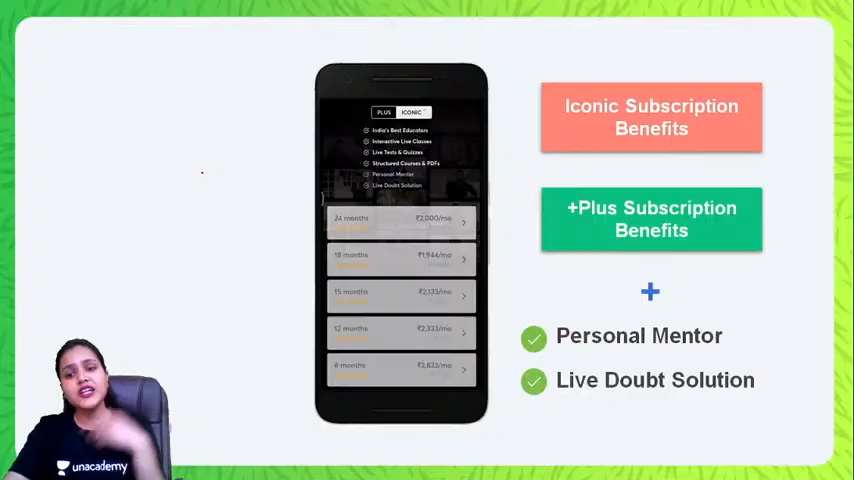 PLUS ICONIC
India's Best Educators
Interactive Live Classes
Live Tests & Quizzes
Structured Courses & PDFs
Personal Mentor
Live Doubt Solution
24 months ₹2,000/mo
18 months ₹1,944/mo
15 months ₹2,133/mo
12 months ₹2,333/mo
6 months ₹2,833/mo
Iconic Subscription
Benefits
+Plus Subscription
Benefits
+
Personal Mentor
Live Doubt Solution
unacademy